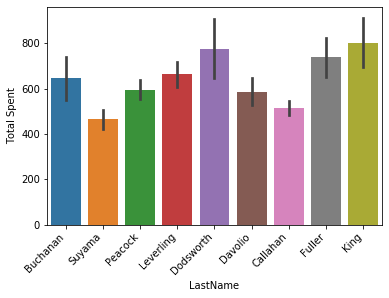 800
600
400
200
0
Total Spent
Buchanan
Suyama
Peacock
Leverling
Dodsworth
Davolio
Callahan
Fuller
King
LastName